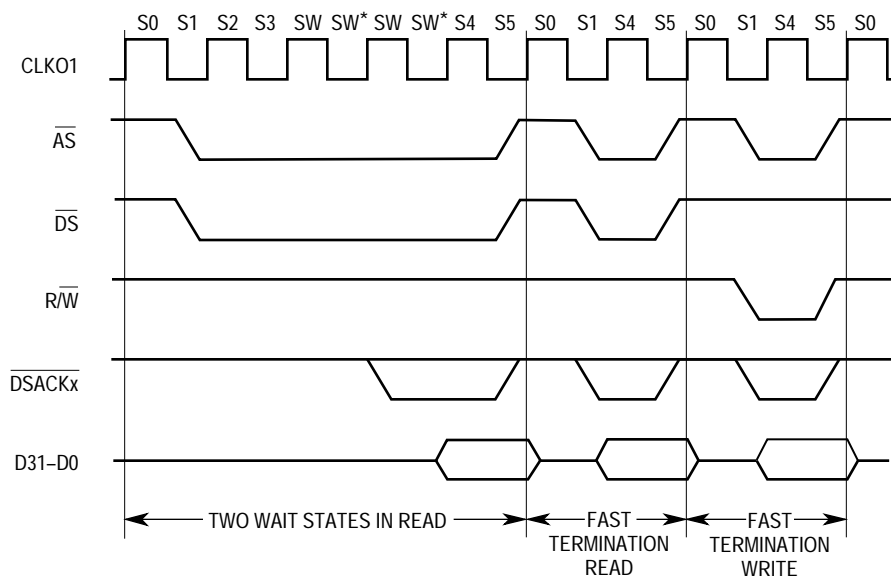 S0 S1 S2 S3 SW SW* SW SW* S4 S5 S0 S1 S4 S5 S0 S1 S4 S5 S0
CLKO1
AS
DS
R/W
DSACKx
D31–D0
TWO WAIT STATES IN READ
FAST
TERMINATION
READ
FAST
TERMINATION
WRITE